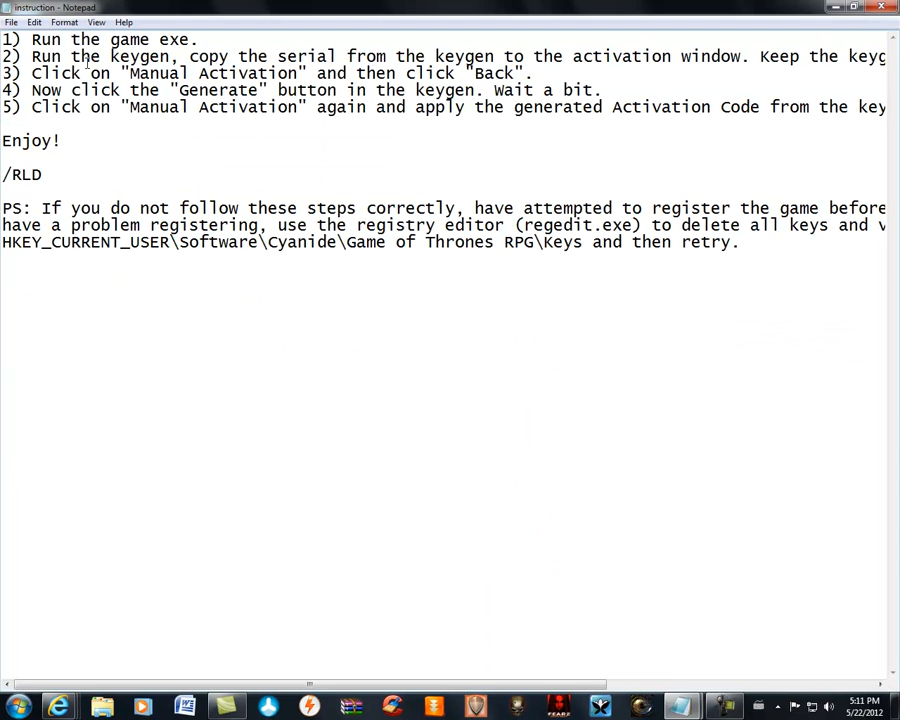 instruction - Notepad
File Edit Format View Help
1) Run the game exe.
2) Run the keygen, copy the serial from the keygen to the activation window. Keep the keyg
3) Click on "Manual Activation" and then click "Back".
4) Now click the "Generate" button in the keygen. Wait a bit.
5) Click on "Manual Activation" again and apply the generated Activation Code from the key
Enjoy!
/RLD
PS: If you do not follow these steps correctly, have attempted to register the game before
have a problem registering, use the registry editor (regedit.exe) to delete all keys and v
HKEY_CURRENT_USER\Software\Cyanide\Game of Thrones RPG\Keys and then retry.
5:11 PM
5/22/2012